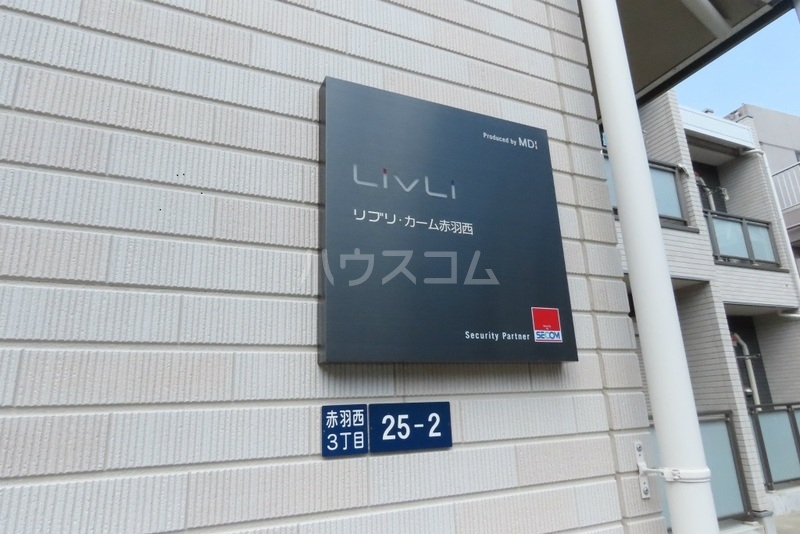 Produced by MDI
LivLi
リブリ・カーム赤羽西
ハウスコム
Security Partner
SECOM
赤羽西
3丁目
25-2